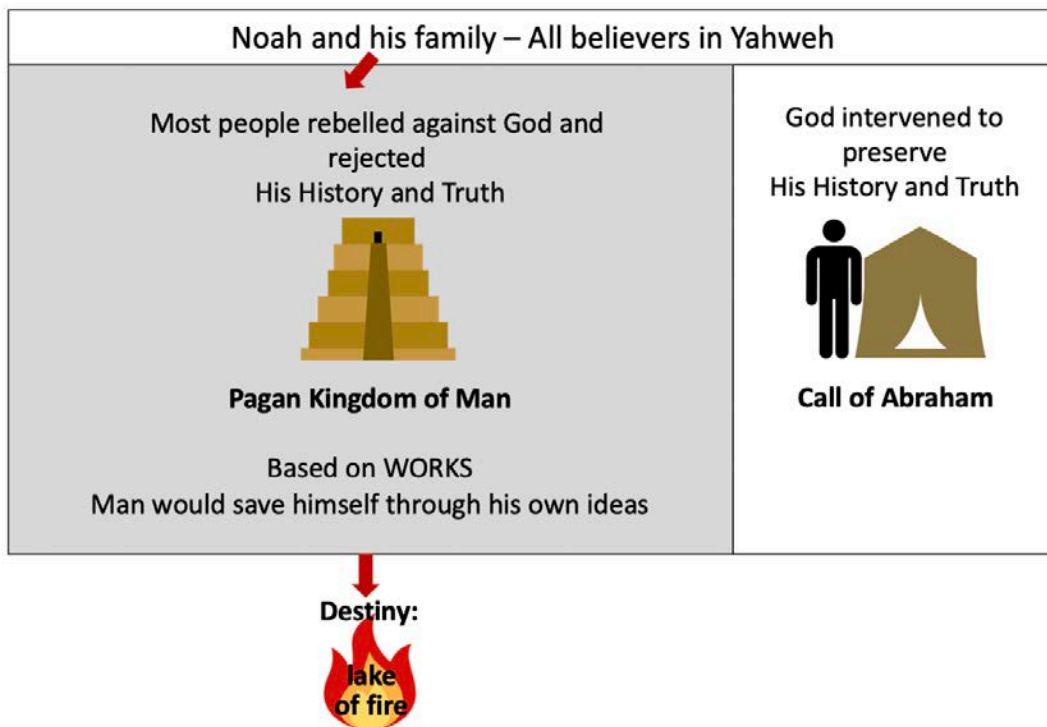 Noah and his family – All believers in Yahweh
Most people rebelled against God and
rejected
His History and Truth
Pagan Kingdom of Man
Based on WORKS
Man would save himself through his own ideas
God intervened to
preserve
His History and Truth
Call of Abraham
Destiny:
lake
of fire